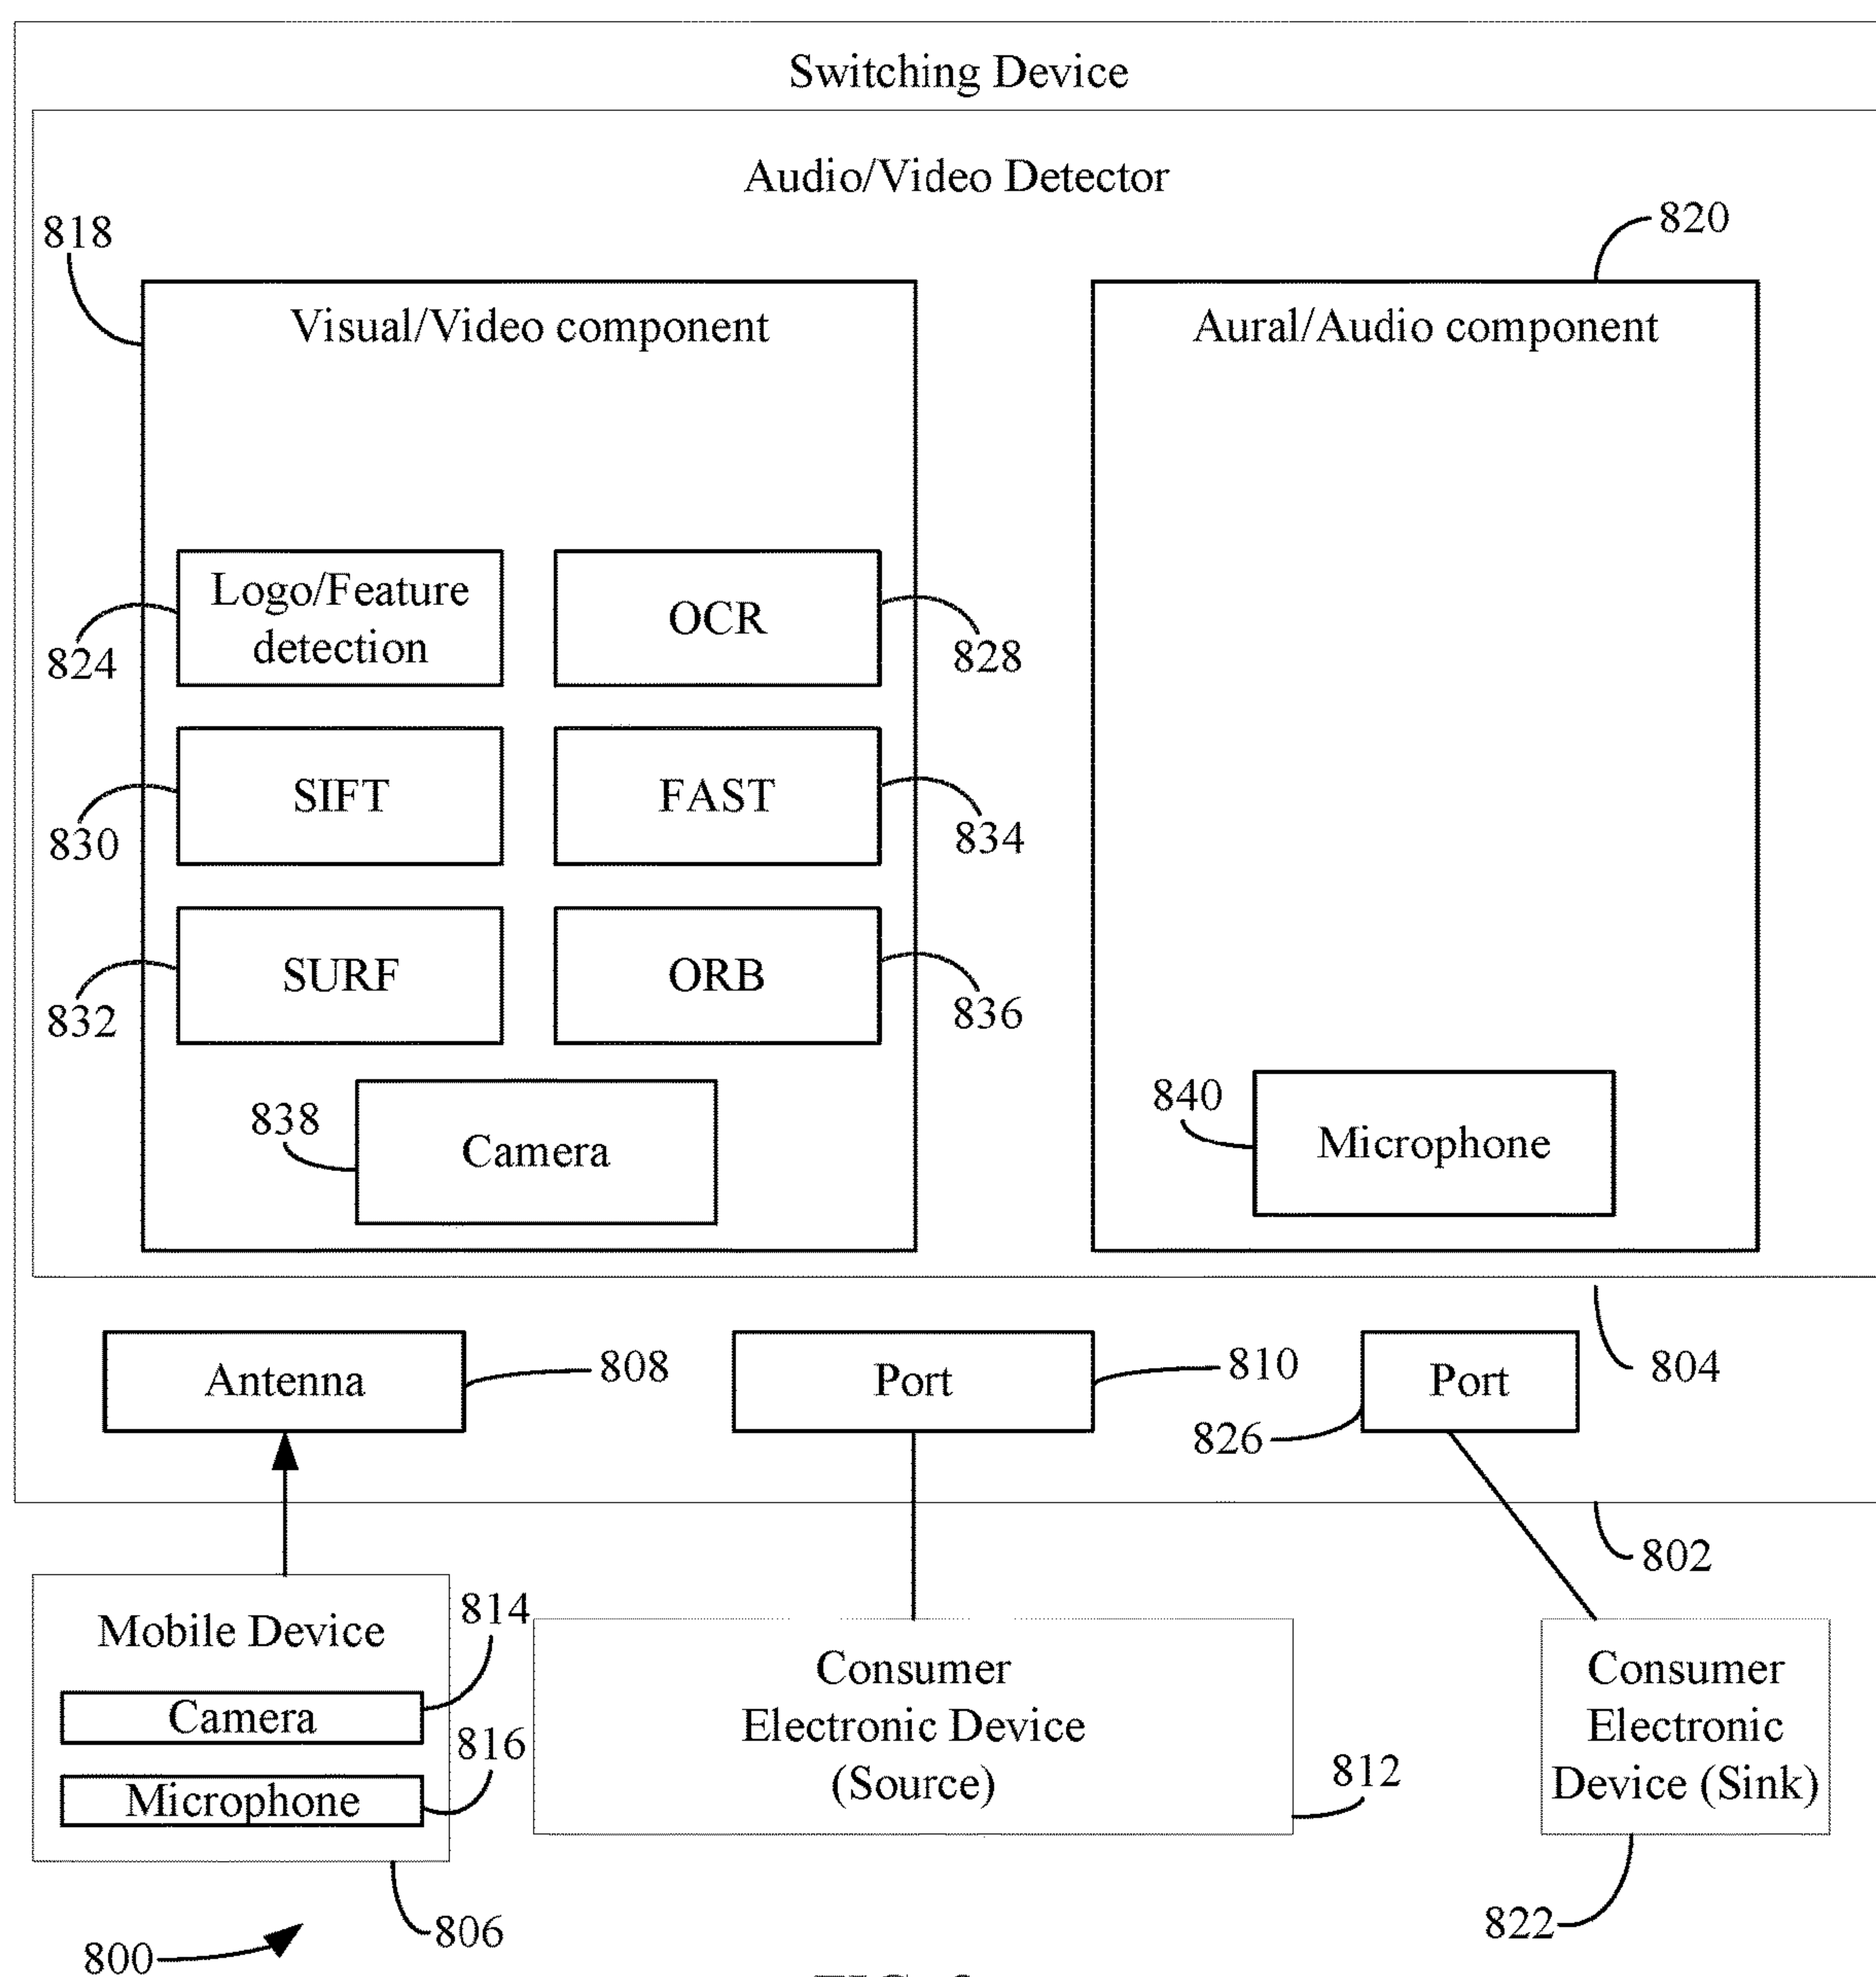 Switching Device
Audio/Video Detector
818
820
Visual/Video component
Aural/Audio component
Logo/Feature
detection
OCR
824
828
SIFT
FAST
830
834
SURF
ORB
832
836
838
Camera
840
Microphone
Antenna
808
Port
810
Port
804
826
802
Mobile Device
814
Camera
816
Microphone
Consumer
Electronic Device
(Source)
812
Consumer
Electronic
Device (Sink)
806
822
800